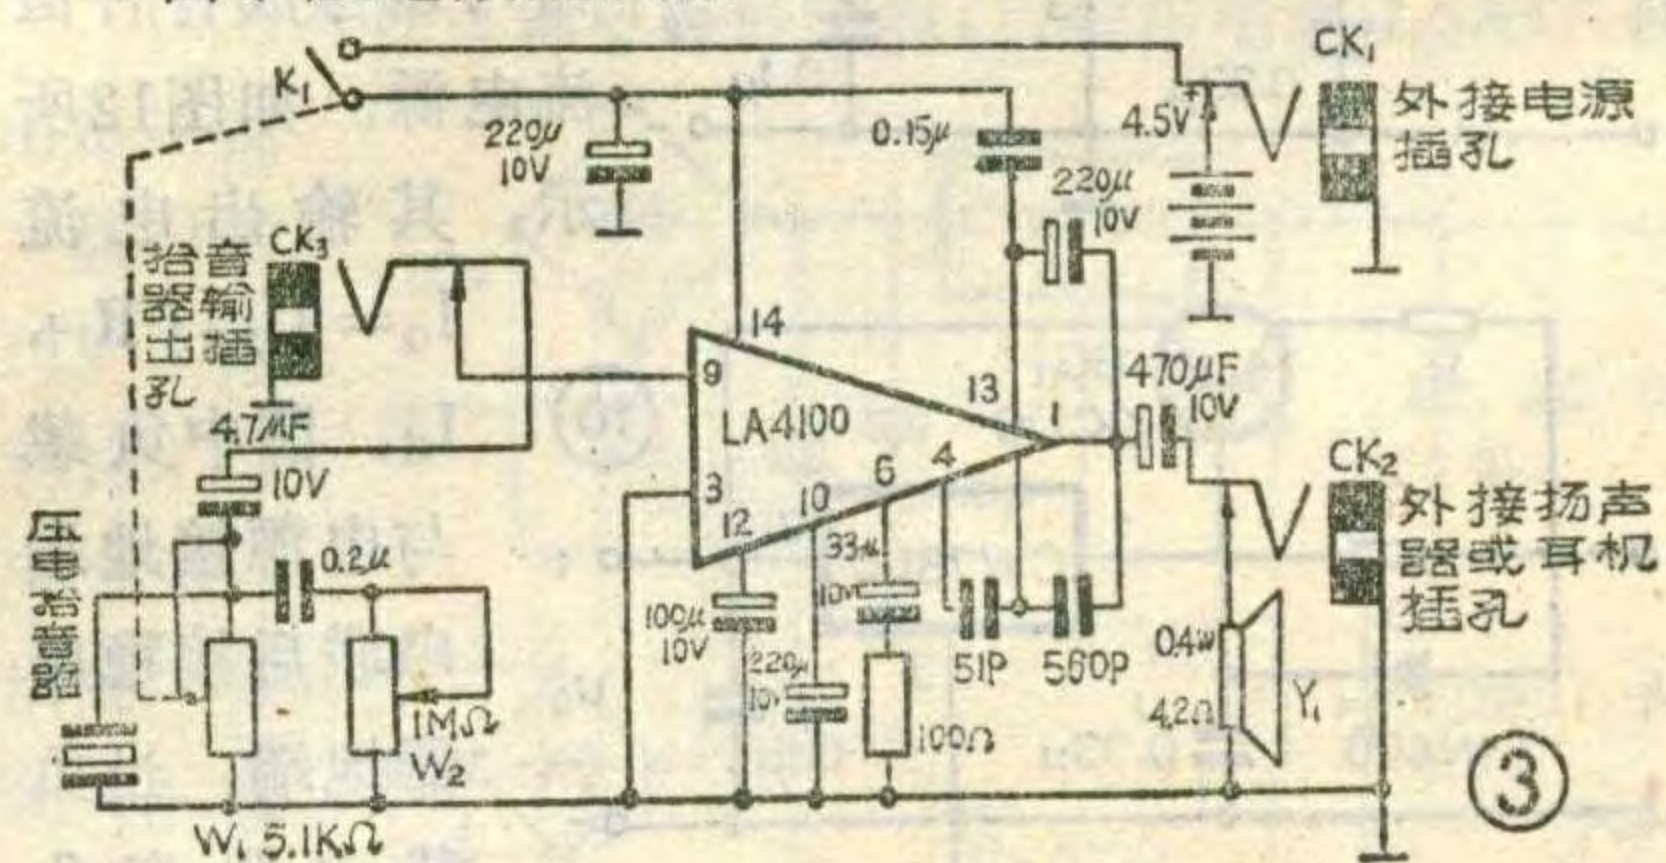 K₁
220μ
10V
0.15μ
220μ
10V
4.5V
+
CK₁
外接电源
插孔
拾音
器输
出插
孔
CK₃
4.7MF
10V
14
9
LA4100
13
1
3
12
10
6
4
470μF
10V
CK₂
外接扬声
器或耳机
插孔
压电拾音器
0.2μ
100μ
10V
220μ
10V
33μ
10V
51P
560P
0.4W
4.2Ω
Y₁
1MΩ
W₂
100Ω
W₁ 5.1KΩ
③